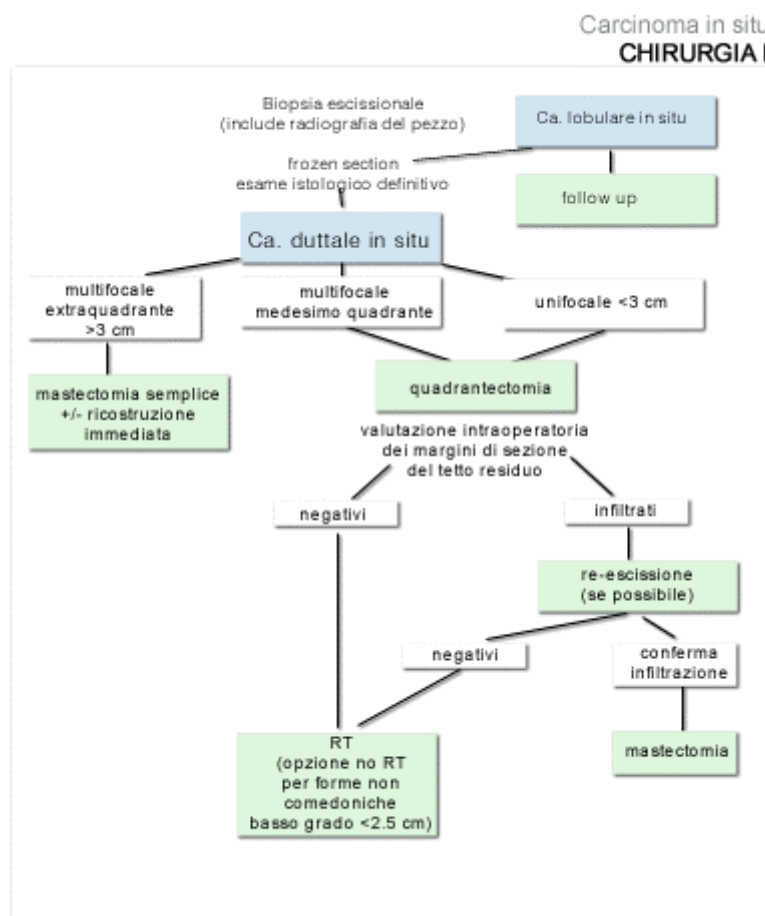 Carcinoma in situ
CHIRURGIA
Biopsia escissionale
(include radiografia del pezzo)
Ca. lobulare in situ
frozen section
esame istologico definitivo
follow up
Ca. duttale in situ
multifocale
extraquadrante
>3 cm
multifocale
medesimo quadrante
unifocale <3 cm
mastectomia semplice
+/- ricostruzione
immediata
quadrantectomia
valutazione intraoperatoria
dei margini di sezione
del tetto residuo
negativi
infiltrati
re-escissione
(se possibile)
negativi
conferma
infiltrazione
RT
(opzione no RT
per forme non
comedoniche
basso grado <2.5 cm)
mastectomia